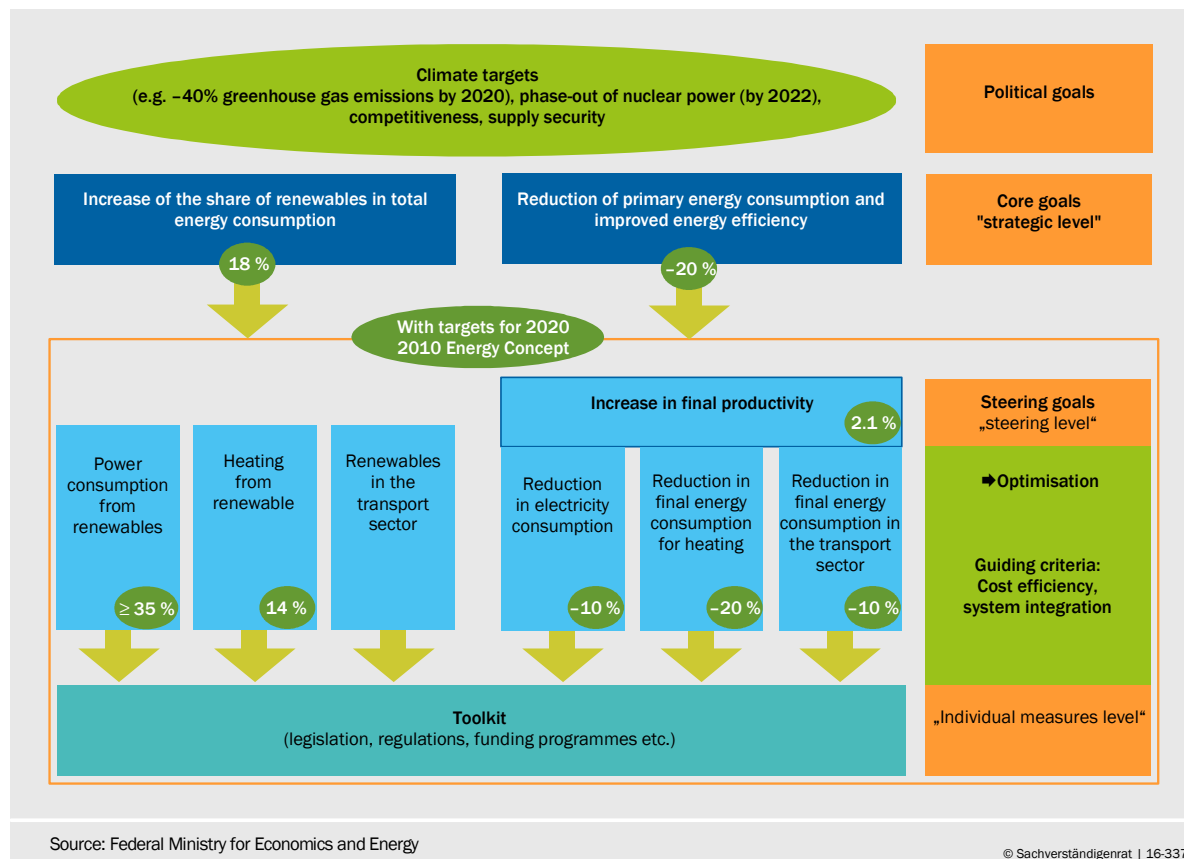 Climate targets
(e.g. –40% greenhouse gas emissions by 2020), phase-out of nuclear power (by 2022),
competitiveness, supply security
Political goals
Increase of the share of renewables in total
energy consumption
18 %
Reduction of primary energy consumption and
improved energy efficiency
–20 %
Core goals
"strategic level"
With targets for 2020
2010 Energy Concept
Increase in final productivity
2.1 %
Steering goals
„steering level“
Power
consumption
from
renewables
≥ 35 %
Heating
from
renewable
14 %
Renewables
in the
transport
sector
Reduction
in electricity
consumption
–10 %
Reduction in
final energy
consumption
for heating
–20 %
Reduction in
final energy
consumption in
the transport
sector
–10 %
➡Optimisation
Guiding criteria:
Cost efficiency,
system integration
Toolkit
(legislation, regulations, funding programmes etc.)
„Individual measures level“
Source: Federal Ministry for Economics and Energy
© Sachverständigenrat | 16-337